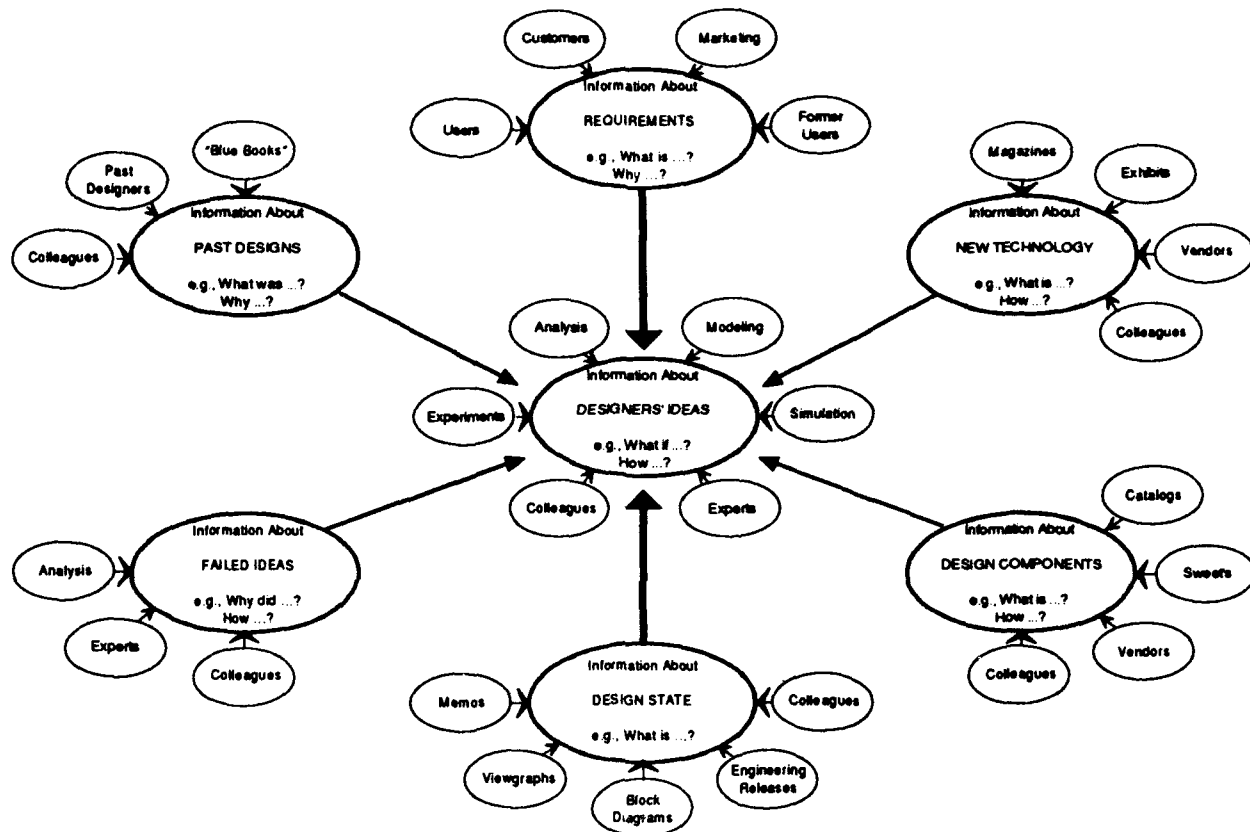 Customers
Marketing
Users
Former
Users
Information About
REQUIREMENTS
e.g., What is ...?
Why ...?
"Blue Books"
Past
Designers
Colleagues
Information About
PAST DESIGNS
e.g., What was ...?
Why ...?
Magazines
Exhibits
Vendors
Colleagues
Information About
NEW TECHNOLOGY
e.g., What is ...?
How ...?
Analysis
Modeling
Experiments
Simulation
Information About
DESIGNERS' IDEAS
e.g., What if ...?
How ...?
Colleagues
Experts
Information About
FAILED IDEAS
e.g., Why did ...?
How ...?
Analysis
Experts
Colleagues
Catalogs
Sweet's
Vendors
Colleagues
Information About
DESIGN COMPONENTS
e.g., What is ...?
How ...?
Information About
DESIGN STATE
e.g., What is ...?
Memos
Colleagues
Viewgraphs
Block
Diagrams
Engineering
Releases